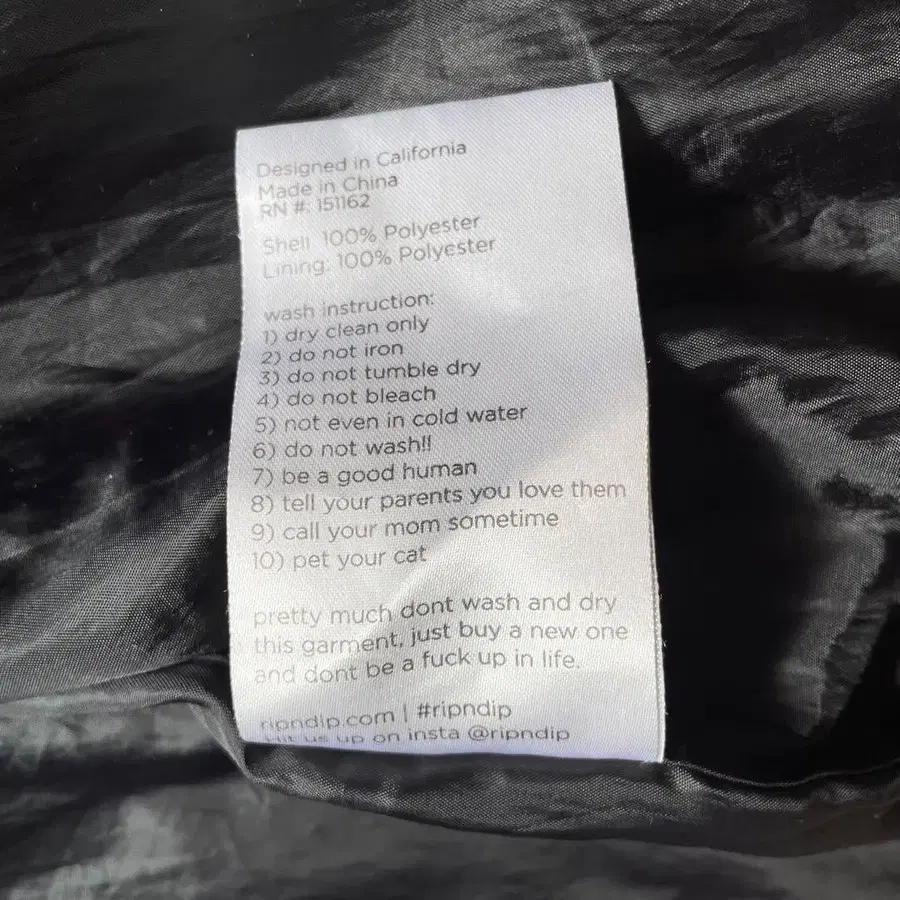 Designed in California
Made in China
RN #: 151162
Shell 100% Polyester
Lining: 100% Polyester
wash instruction:
1) dry clean only
2) do not iron
3) do not tumble dry
4) do not bleach
5) not even in cold water
6) do not wash!!
7) be a good human
8) tell your parents you love them
9) call your mom sometime
10) pet your cat
pretty much dont wash and dry
this garment, just buy a new one
and dont be a fuck up in life.
ripndip.com | #ripndip
Hit us up on insta @ripndip